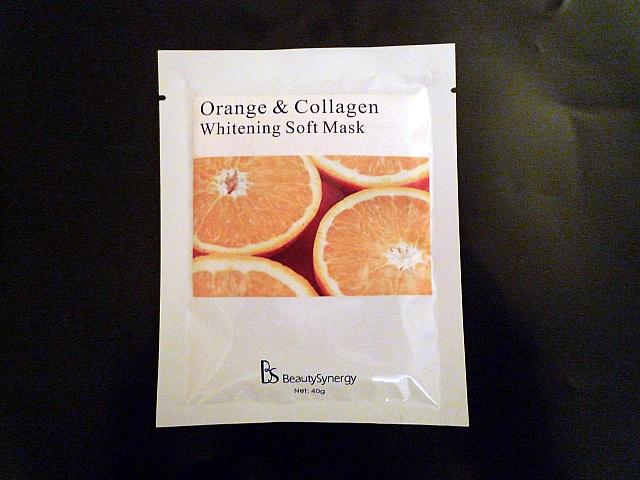 Orange & Collagen
Whitening Soft Mask
BS BeautySynergy
Net: 40g